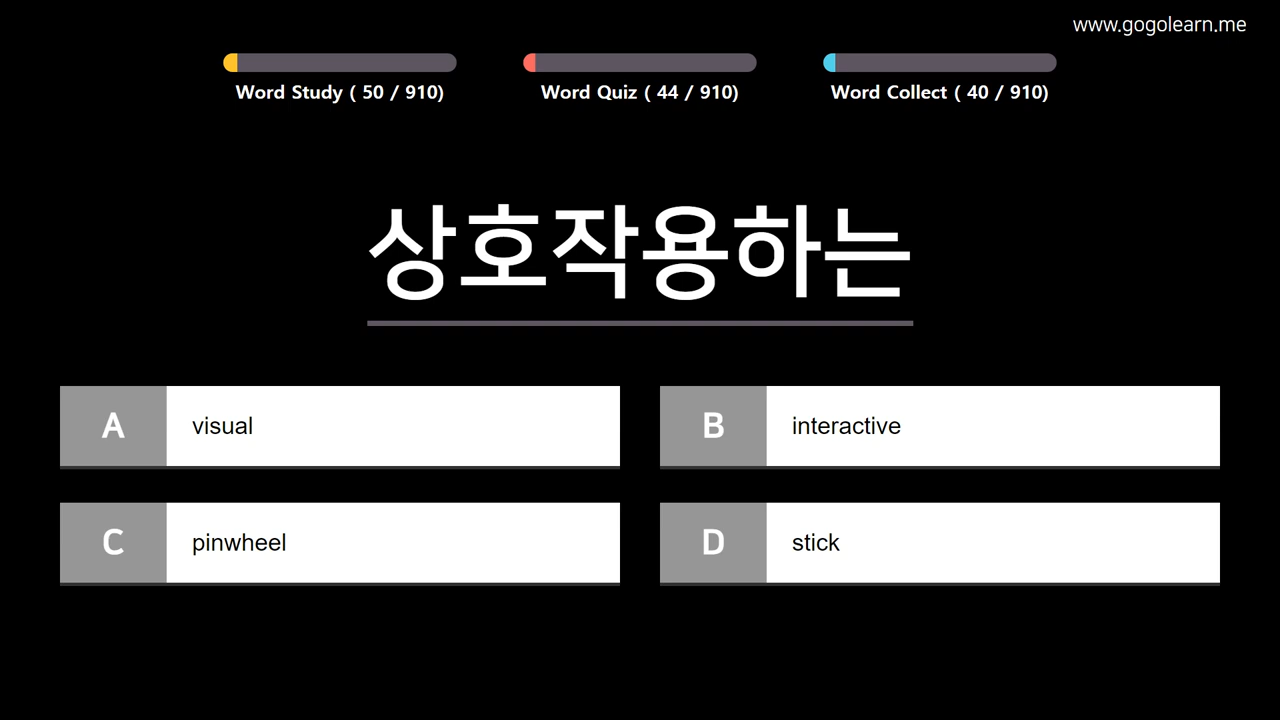 www.gogolearn.me
Word Study ( 50 / 910)
Word Quiz ( 44 / 910)
Word Collect ( 40 / 910)
상호작용하는
A visual
B interactive
C pinwheel
D stick